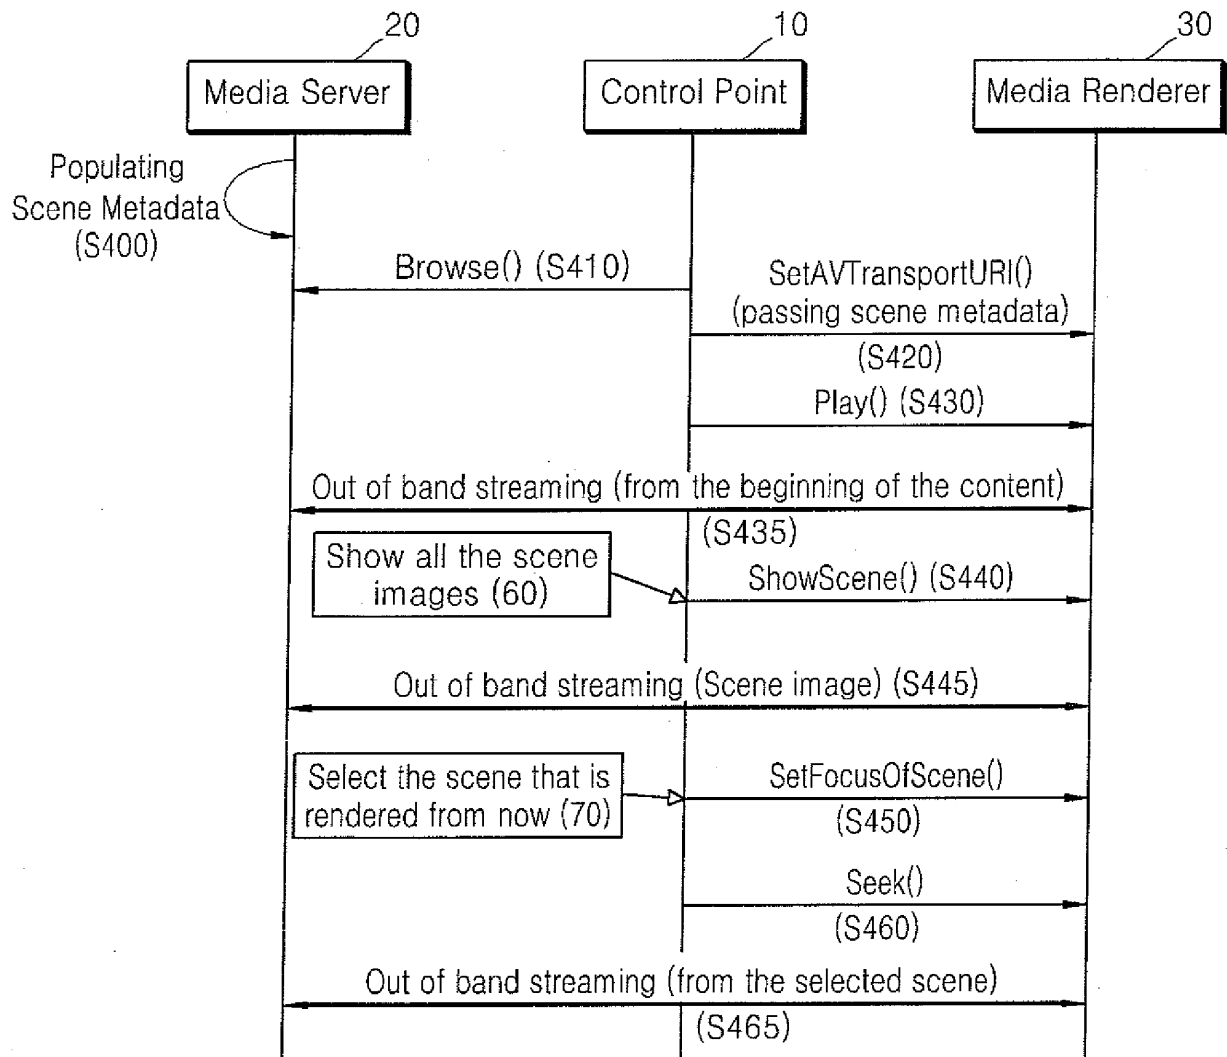 20
10
30
Media Server
Control Point
Media Renderer
Populating
Scene Metadata
(S400)
Browse() (S410)
SetAVTransportURI()
(passing scene metadata)
(S420)
Play() (S430)
Out of band streaming (from the beginning of the content)
(S435)
Show all the scene
images (60)
ShowScene() (S440)
Out of band streaming (Scene image) (S445)
Select the scene that is
rendered from now (70)
SetFocusOfScene()
(S450)
Seek()
(S460)
Out of band streaming (from the selected scene)
(S465)